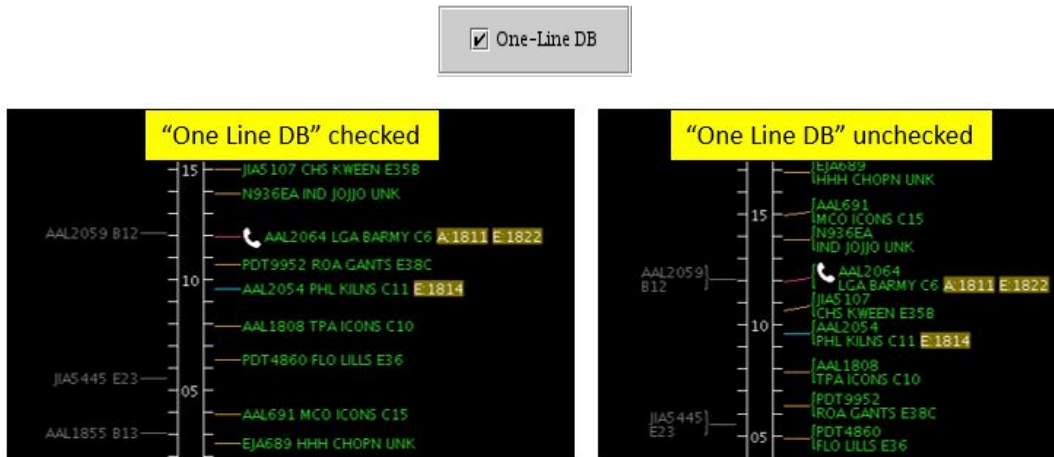 One-Line DB
"One Line DB" checked
15
JIA5107 CHS KWEEN E35B
N936EA IND JOJJO UNK
AAL2059 B12
AAL2064 LGA BARMY C6 A:1811 E:1822
PDT9952 ROA GANTS E38C
10
AAL2054 PHL KILNS C11 E:1814
AAL1808 TPA ICONS C10
PDT4860 FLO LILLS E36
JIA5445 E23
05
AAL691 MCO ICONS C15
AAL1855 B13
EJA689 HHH CHOPN UNK
"One Line DB" unchecked
EJA689
HHH CHOPN UNK
15
AAL691
MCO ICONS C15
N936EA
IND JOJJO UNK
AAL2059
B12
AAL2064
LGA BARMY C6 A:1811 E:1822
JIA5107
CHS KWEEN E35B
10
AAL2054
PHL KILNS C11 E:1814
AAL1808
TPA ICONS C10
PDT9952
ROA GANTS E38C
JIA5445
E23
05
PDT4860
FLO LILLS E36